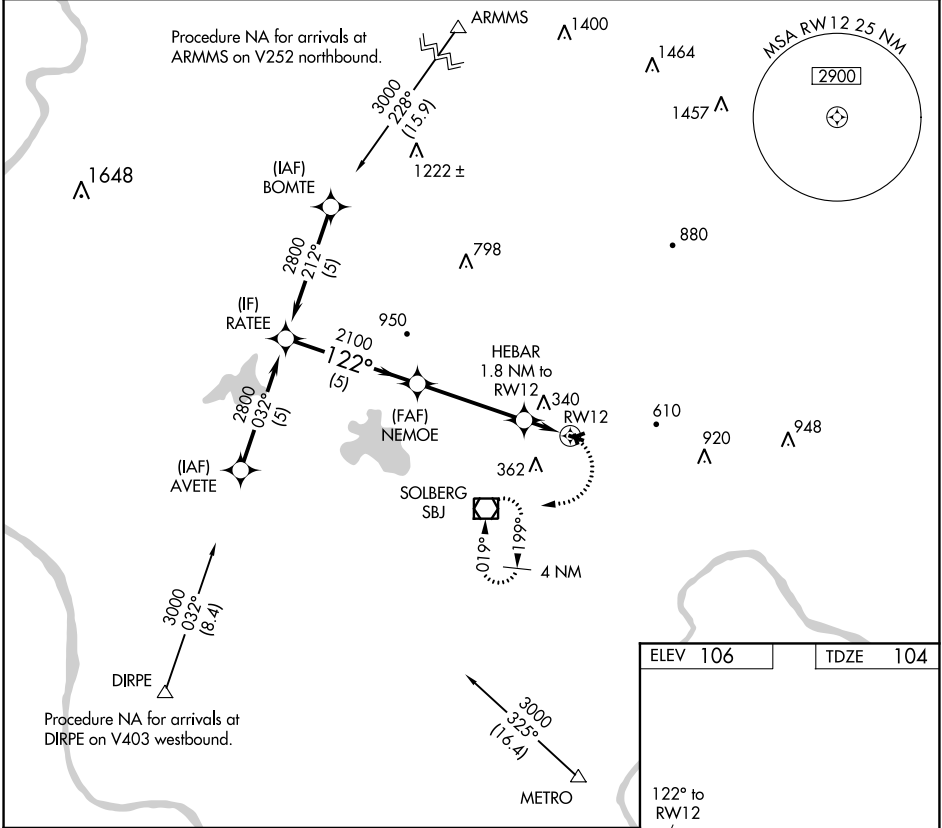 Procedure NA for arrivals at
ARMMS on V252 northbound.
ARMMS
1400
1464
1457
MSA RW12 25 NM
2900
3000
228°
(15.9)
1222 ±
1648
(IAF)
BOMTE
2800
212°
(5)
798
880
(IF)
RATEE
950
2100
122°
(5)
HEBAR
1.8 NM to
RW12
340
RW12
(FAF)
NEMOE
2800
032°
(5)
610
920
948
362
(IAF)
AVETE
SOLBERG
SBJ
019°
199°
4 NM
3000
032°
(8.4)
DIRPE
Procedure NA for arrivals at
DIRPE on V403 westbound.
3000
325°
(16.4)
METRO
ELEV 106
TDZE 104
122° to
RW12